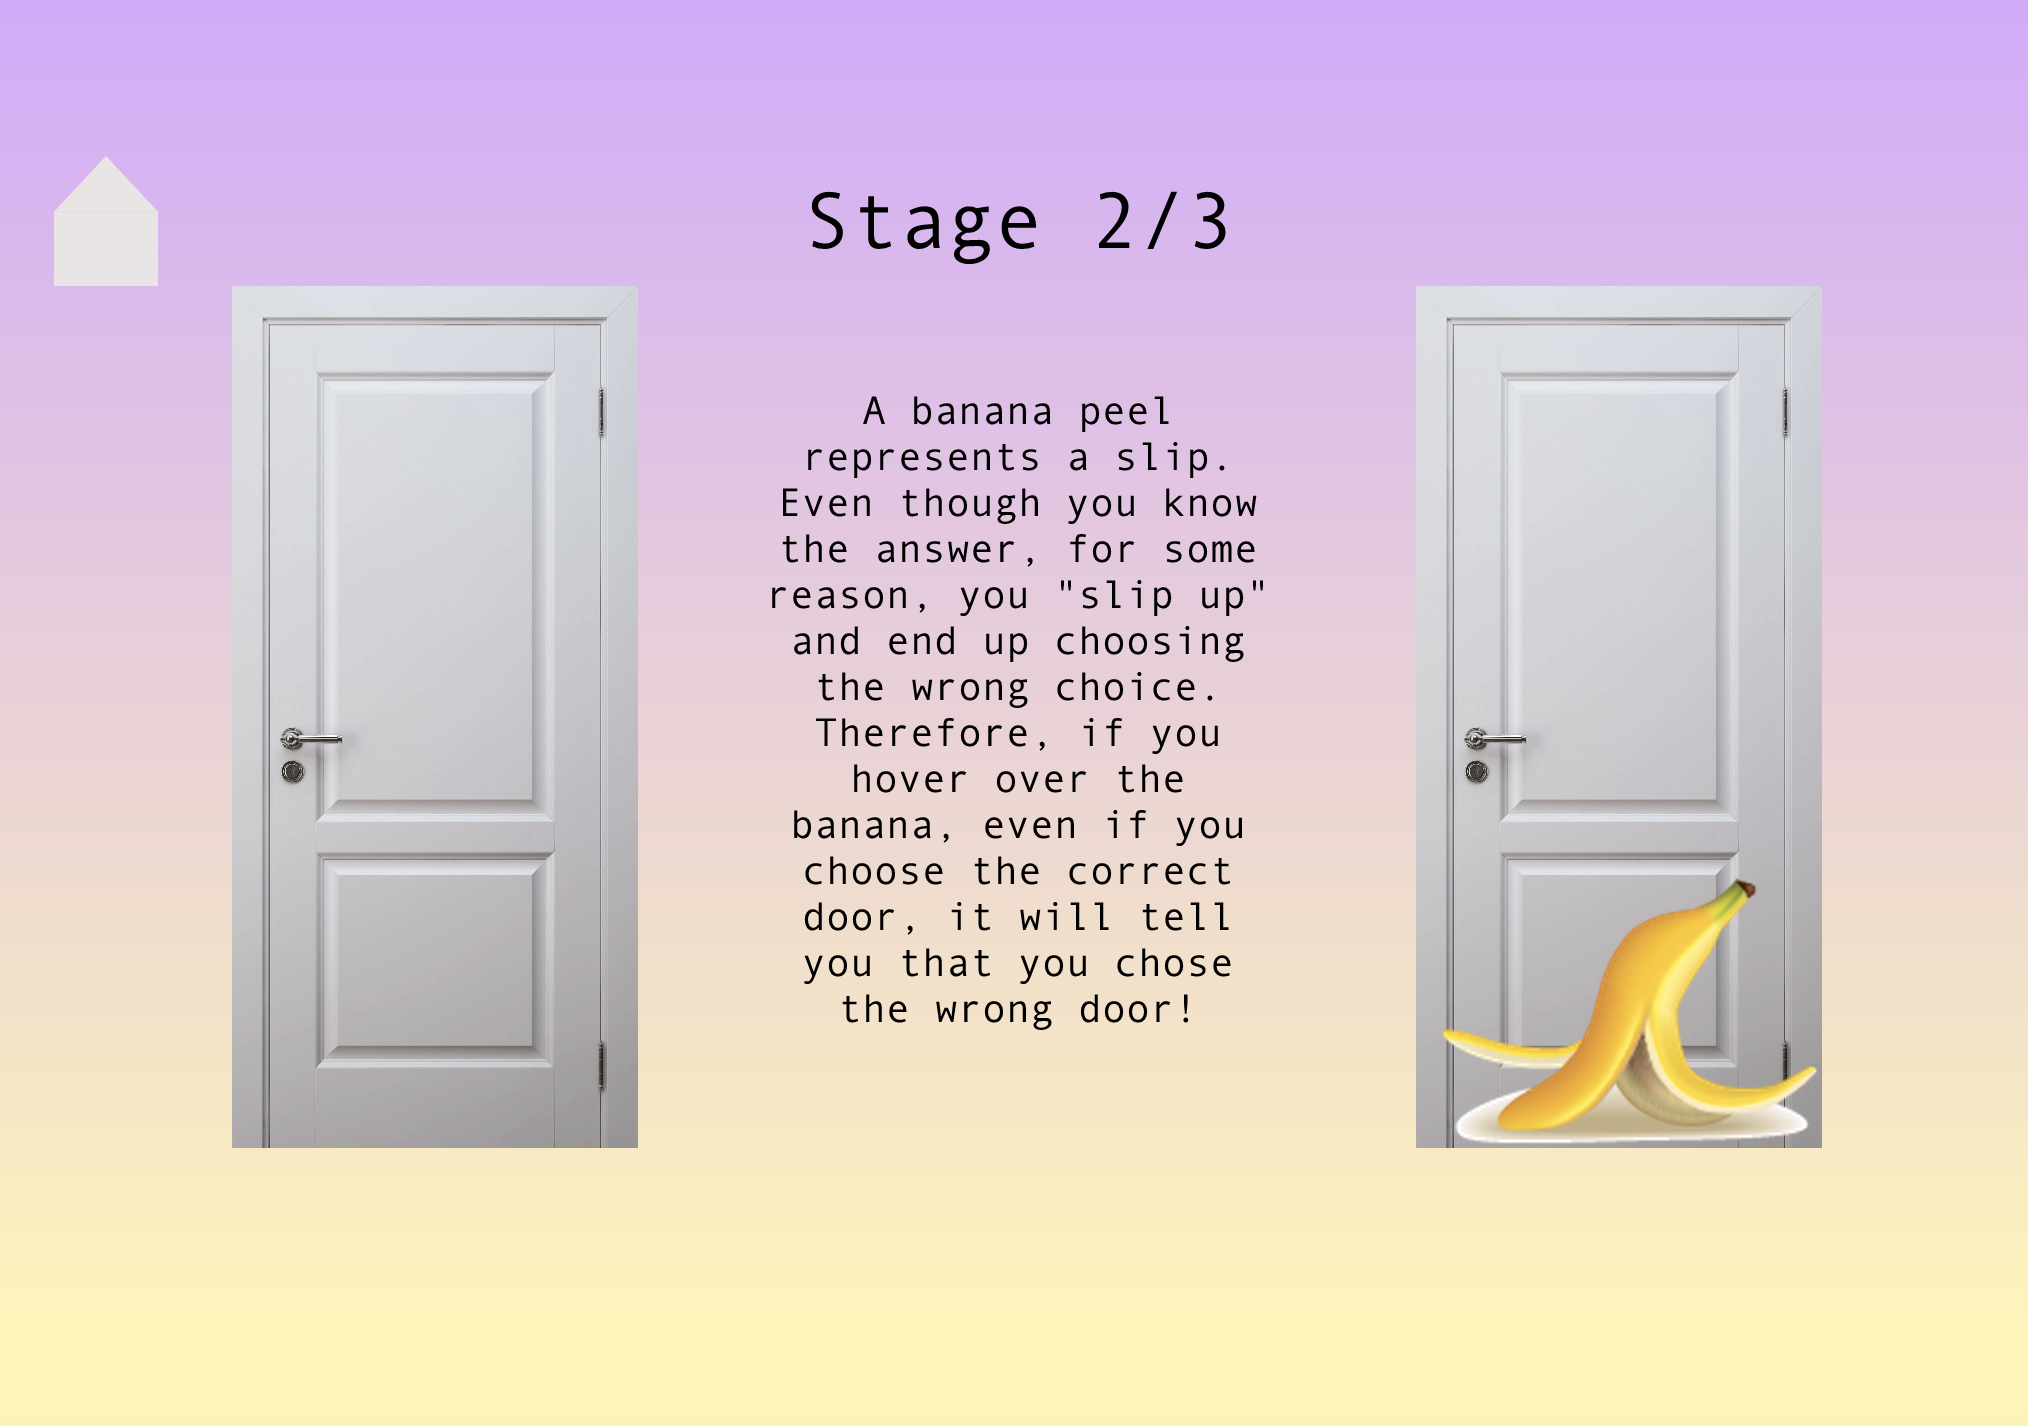 Stage 2/3
A banana peel
represents a slip.
Even though you know
the answer, for some
reason, you "slip up"
and end up choosing
the wrong choice.
Therefore, if you
hover over the
banana, even if you
choose the correct
door, it will tell
you that you chose
the wrong door!